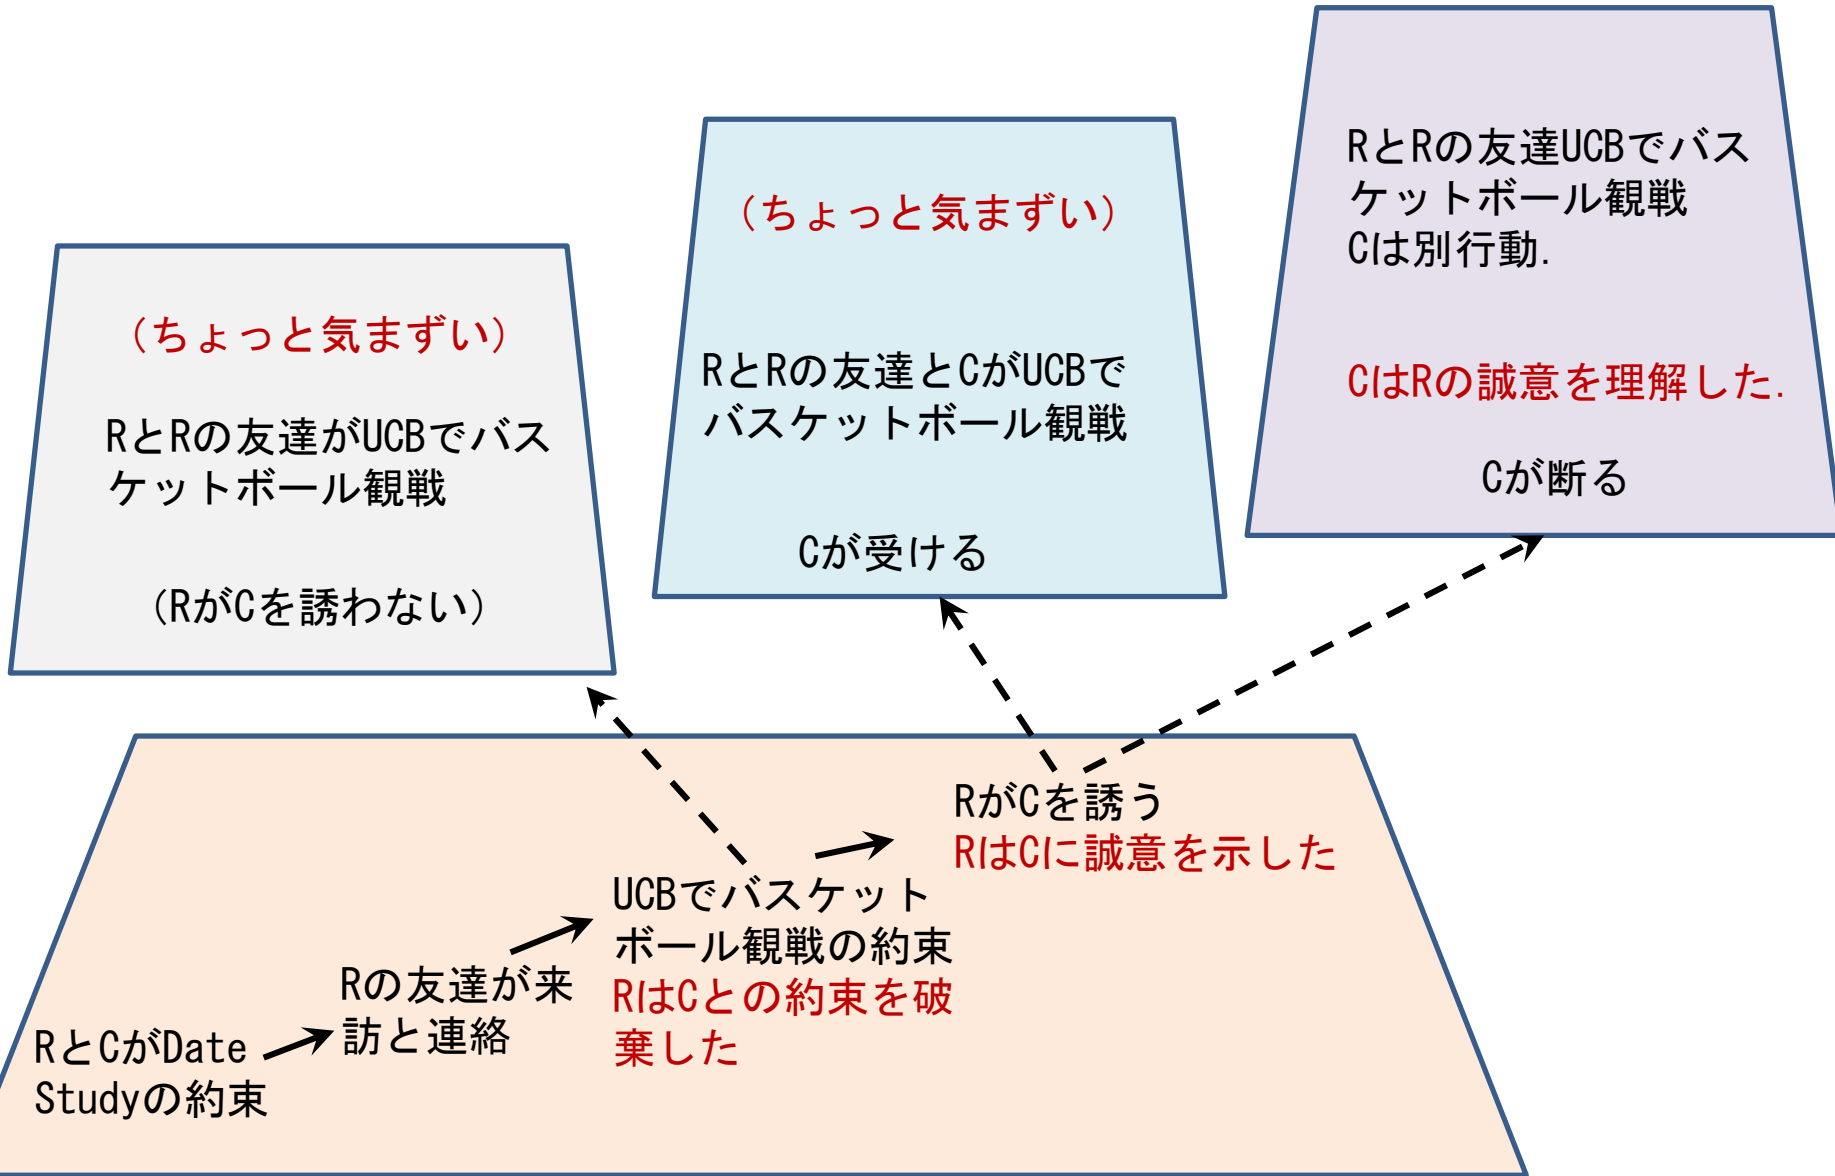 (ちょっと気まずい)
RとRの友達がUCBでバス
ケットボール観戦
(RがCを誘わない)
(ちょっと気まずい)
RとRの友達とCがUCBで
バスケットボール観戦
Cが受ける
RとRの友達UCBでバス
ケットボール観戦
Cは別行動.
CはRの誠意を理解した.
Cが断る
RとCがDate
Studyの約束
Rの友達が来
訪と連絡
UCBでバスケット
ボール観戦の約束
RはCとの約束を破
棄した
RがCを誘う
RはCに誠意を示した